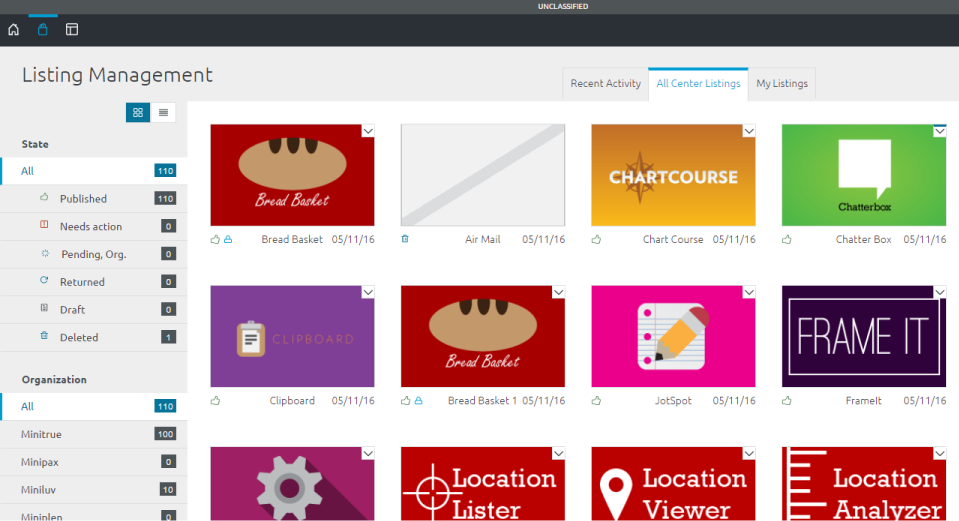 UNCLASSIFIED
Listing Management
Recent Activity
All Center Listings
My Listings
State
All 110
Published 110
Needs action 0
Pending, Org. 0
Returned 0
Draft 0
Deleted 1
Organization
All 110
Minitrue 100
Minipax 0
Miniluv 10
Miniplen 0
Bread Basket
Bread Basket 05/11/16
Air Mail 05/11/16
CHARTCOURSE
Chart Course 05/11/16
Chatterbox
Chatter Box 05/11/16
CLIPBOARD
Clipboard 05/11/16
Bread Basket
Bread Basket 1 05/11/16
JotSpot 05/11/16
FRAME IT
FrameIt 05/11/16
Location
Lister
Location
Viewer
Location
Analyzer